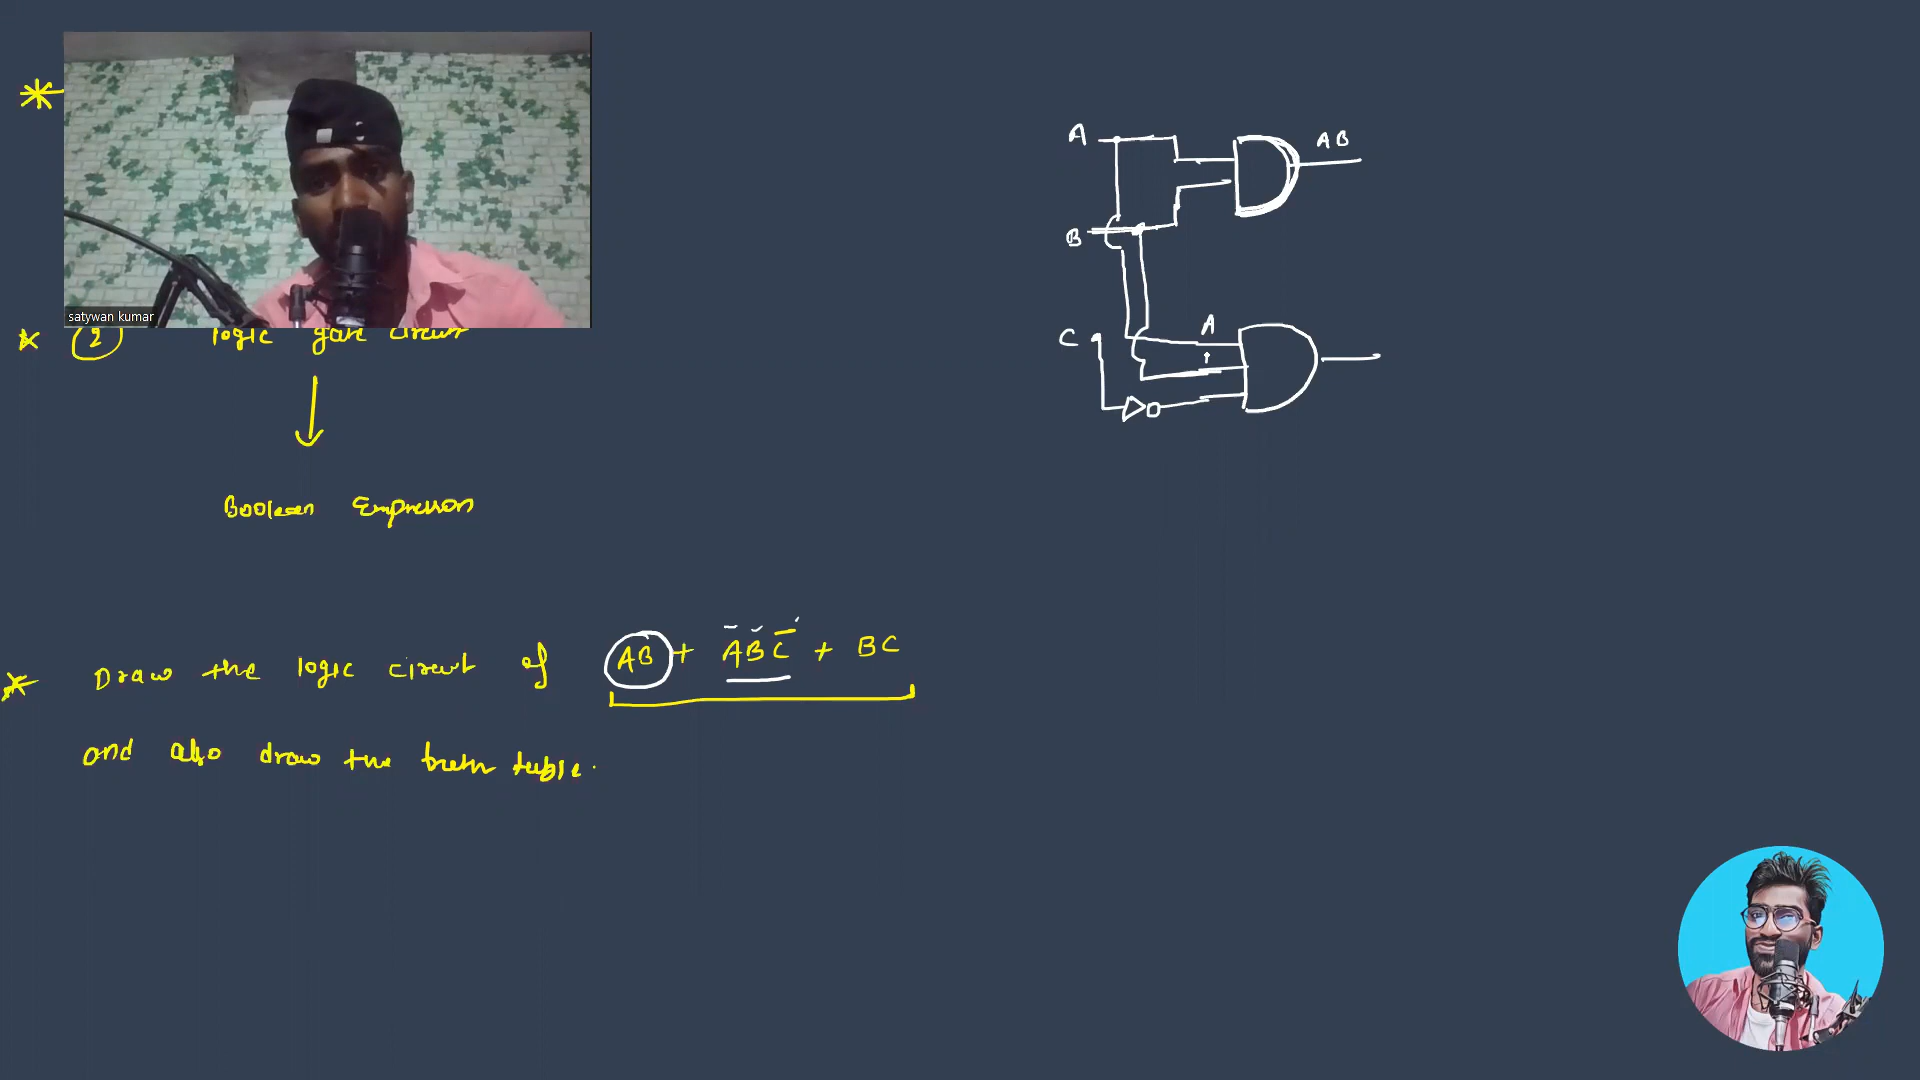 *
satywan kumar
* (2) logic gate circuit
Boolean Expression
* Draw the logic circuit of AB + ABC̅ + BC
and also draw the truth table.
A
AB
B
C
A